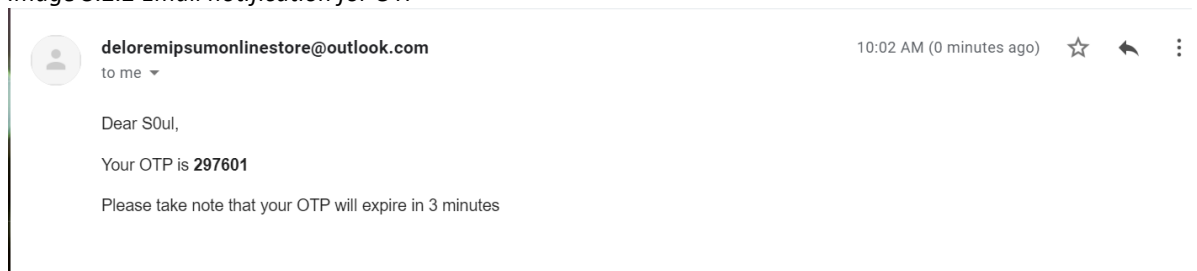 Image 3.2.2 Email notification for OTP
deloremipsumonlinestore@outlook.com 10:02 AM (0 minutes ago)
to me
Dear S0ul,
Your OTP is 297601
Please take note that your OTP will expire in 3 minutes